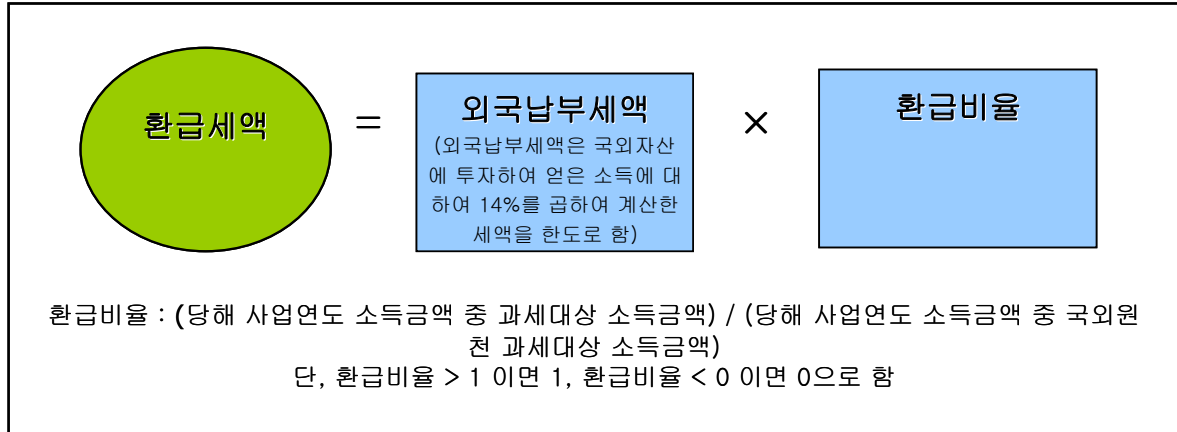 환급세액
=
외국납부세액
(외국납부세액은 국외자산
에 투자하여 얻은 소득에 대
하여 14%를 곱하여 계산한
세액을 한도로 함)
×
환급비율
환급비율 : (당해 사업연도 소득금액 중 과세대상 소득금액) / (당해 사업연도 소득금액 중 국외원
천 과세대상 소득금액)
단, 환급비율 > 1 이면 1, 환급비율 < 0 이면 0으로 함